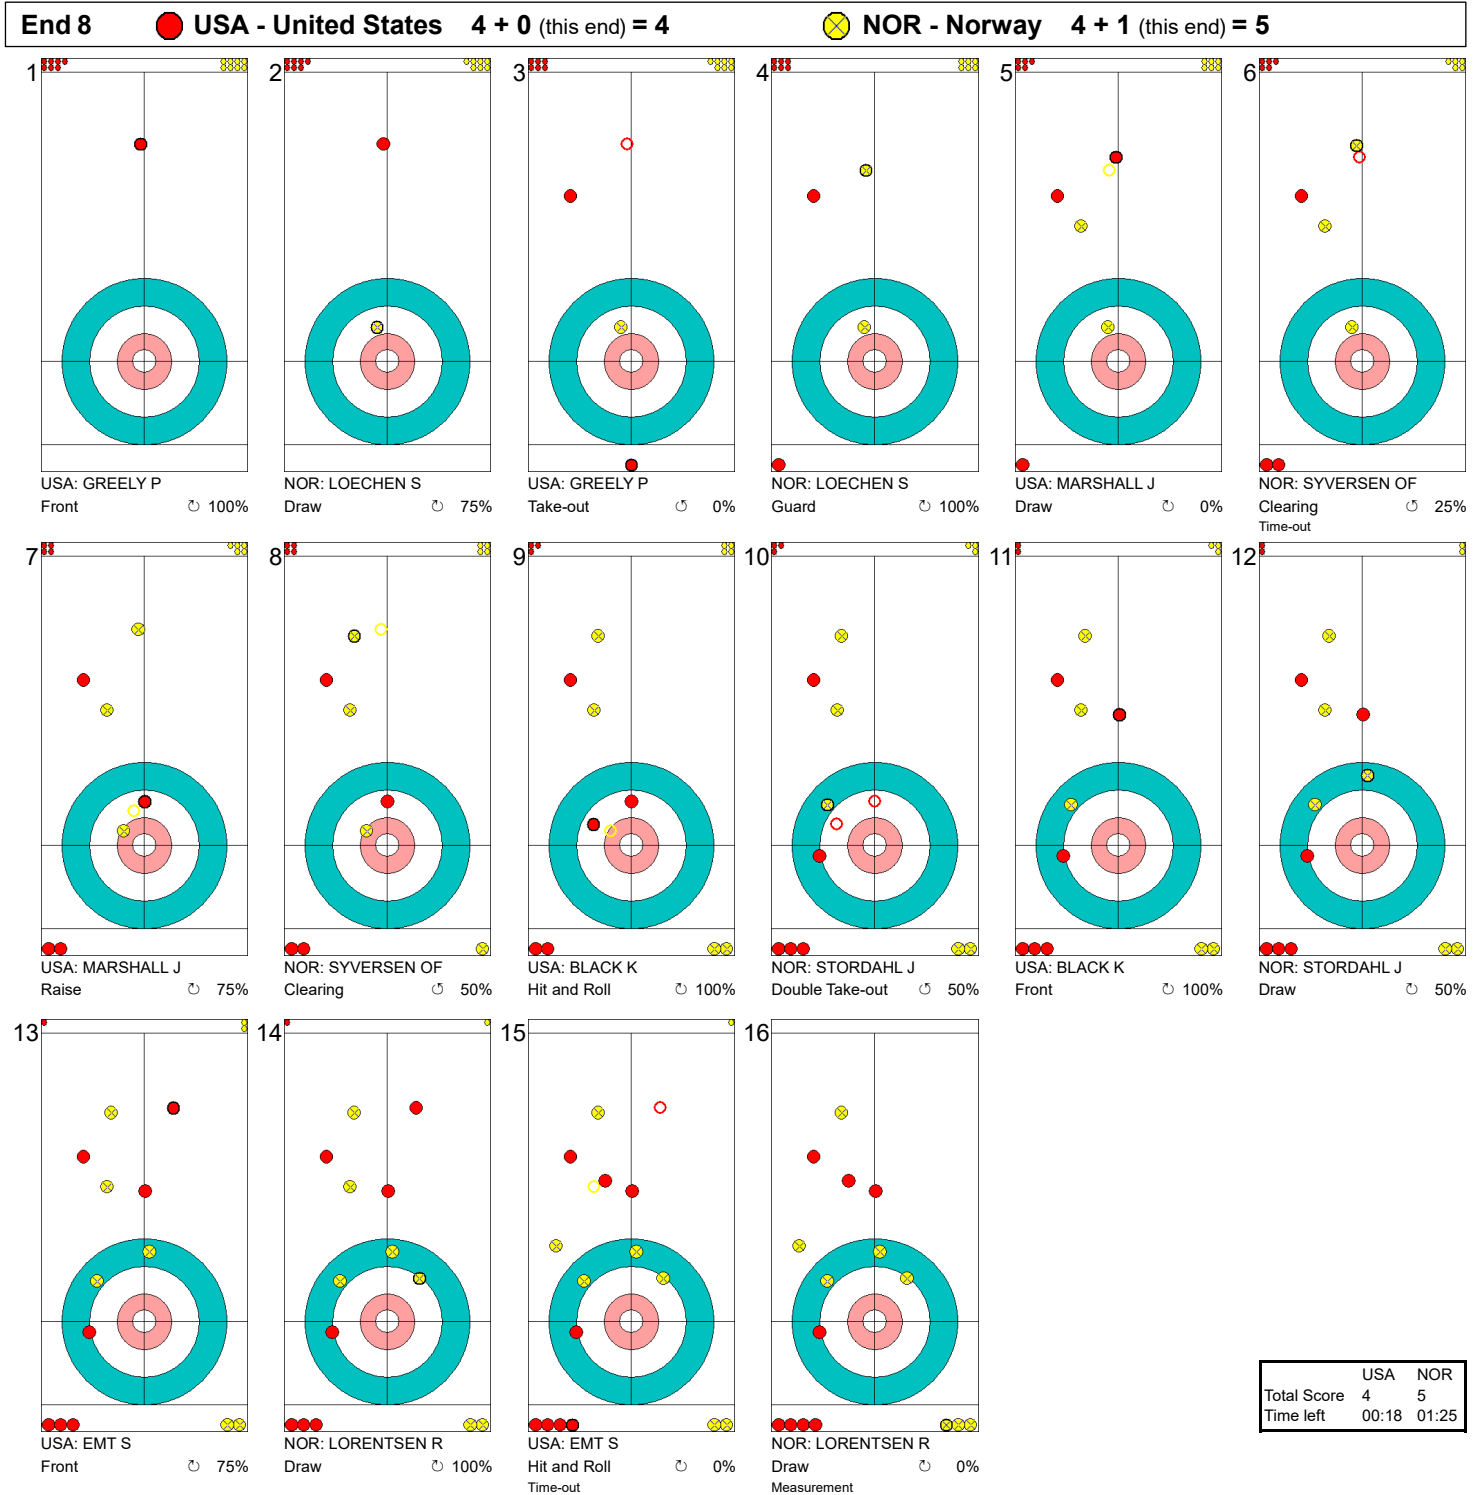 End 8 USA - United States 4 + 0 (this end) = 4 NOR - Norway 4 + 1 (this end) = 5
1 2 3 4 5 6
USA: GREELY P NOR: LOECHEN S USA: GREELY P NOR: LOECHEN S USA: MARSHALL J NOR: SYVERSEN OF
Front ↻ 100% Draw ↻ 75% Take-out ↺ 0% Guard ↻ 100% Draw ↻ 0% Clearing ↺ 25%
Time-out
7 8 9 10 11 12
USA: MARSHALL J NOR: SYVERSEN OF USA: BLACK K NOR: STORDAHL J USA: BLACK K NOR: STORDAHL J
Raise ↻ 75% Clearing ↺ 50% Hit and Roll ↻ 100% Double Take-out ↺ 50% Front ↻ 100% Draw ↻ 50%
13 14 15 16
USA NOR
Total Score 4 5
Time left 00:18 01:25
USA: EMT S NOR: LORENTSEN R USA: EMT S NOR: LORENTSEN R
Front ↻ 75% Draw ↻ 100% Hit and Roll ↻ 0% Draw ↻ 0%
Time-out Measurement